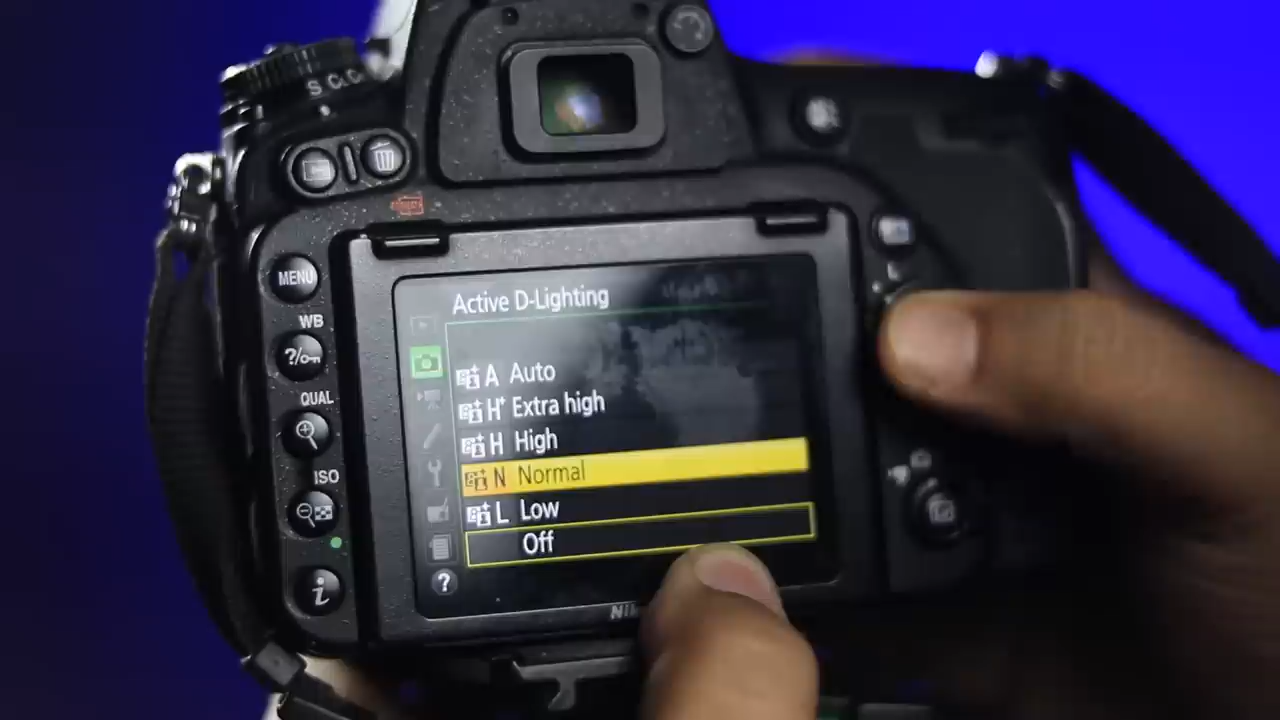 S
MENU
WB
?
QUAL
ISO
i
Active D-Lighting
A Auto
H+ Extra high
H High
N Normal
L Low
Off
?